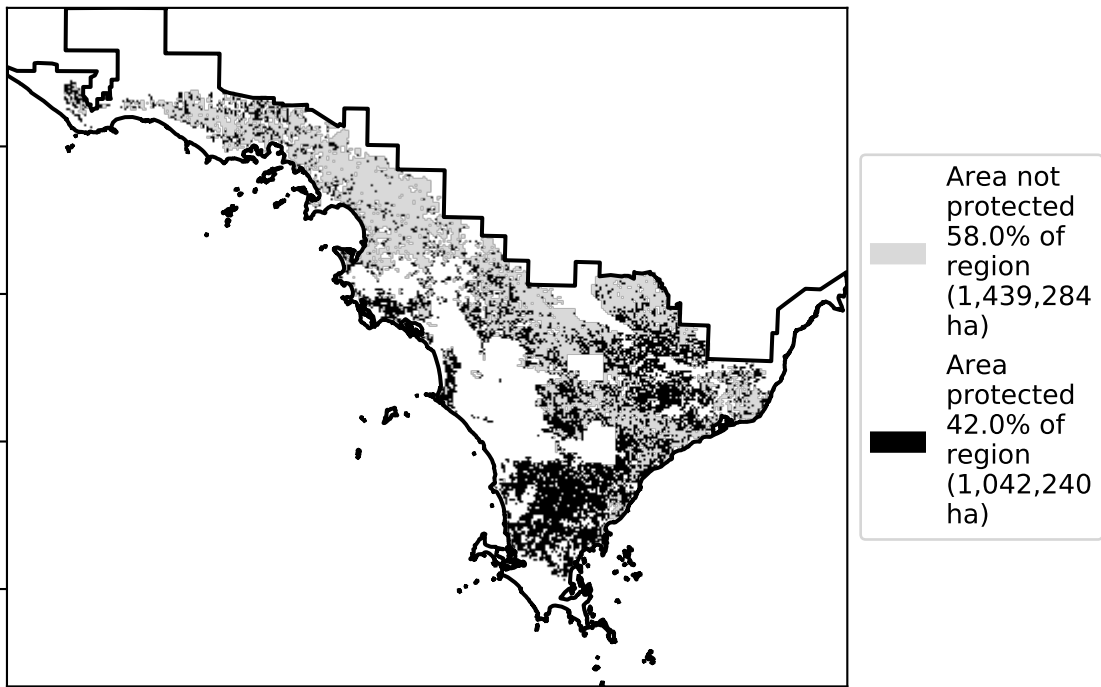 Area not
protected
58.0% of
region
(1,439,284
ha)
Area
protected
42.0% of
region
(1,042,240
ha)